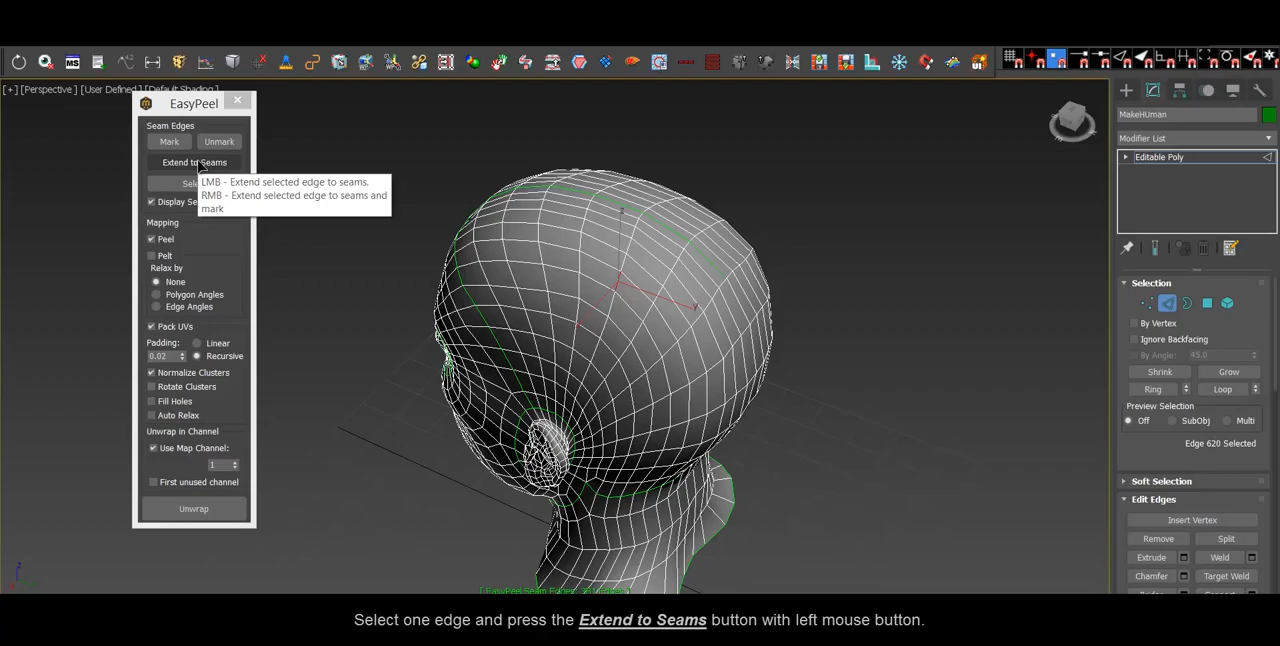 [+] [Perspective ] [User Defined ] [Default Shading ]
EasyPeel
Seam Edges
Mark Unmark
Extend to Seams
LMB - Extend selected edge to seams.
RMB - Extend selected edge to seams and
mark
Mapping
Peel
Pelt
Relax by
None
Polygon Angles
Edge Angles
Pack UVs
Padding: Linear
0.02 Recursive
Normalize Clusters
Rotate Clusters
Fill Holes
Auto Relax
Unwrap in Channel
Use Map Channel:
1
First unused channel
Unwrap
MakeHUman
Modifier List
Editable Poly
Selection
By Vertex
Ignore Backfacing
By Angle: 45.0
Shrink Grow
Ring Loop
Preview Selection
Off SubObj Multi
Edge 620 Selected
Soft Selection
Edit Edges
Insert Vertex
Remove Split
Extrude Weld
Chamfer Target Weld
Select one edge and press the Extend to Seams button with left mouse button.